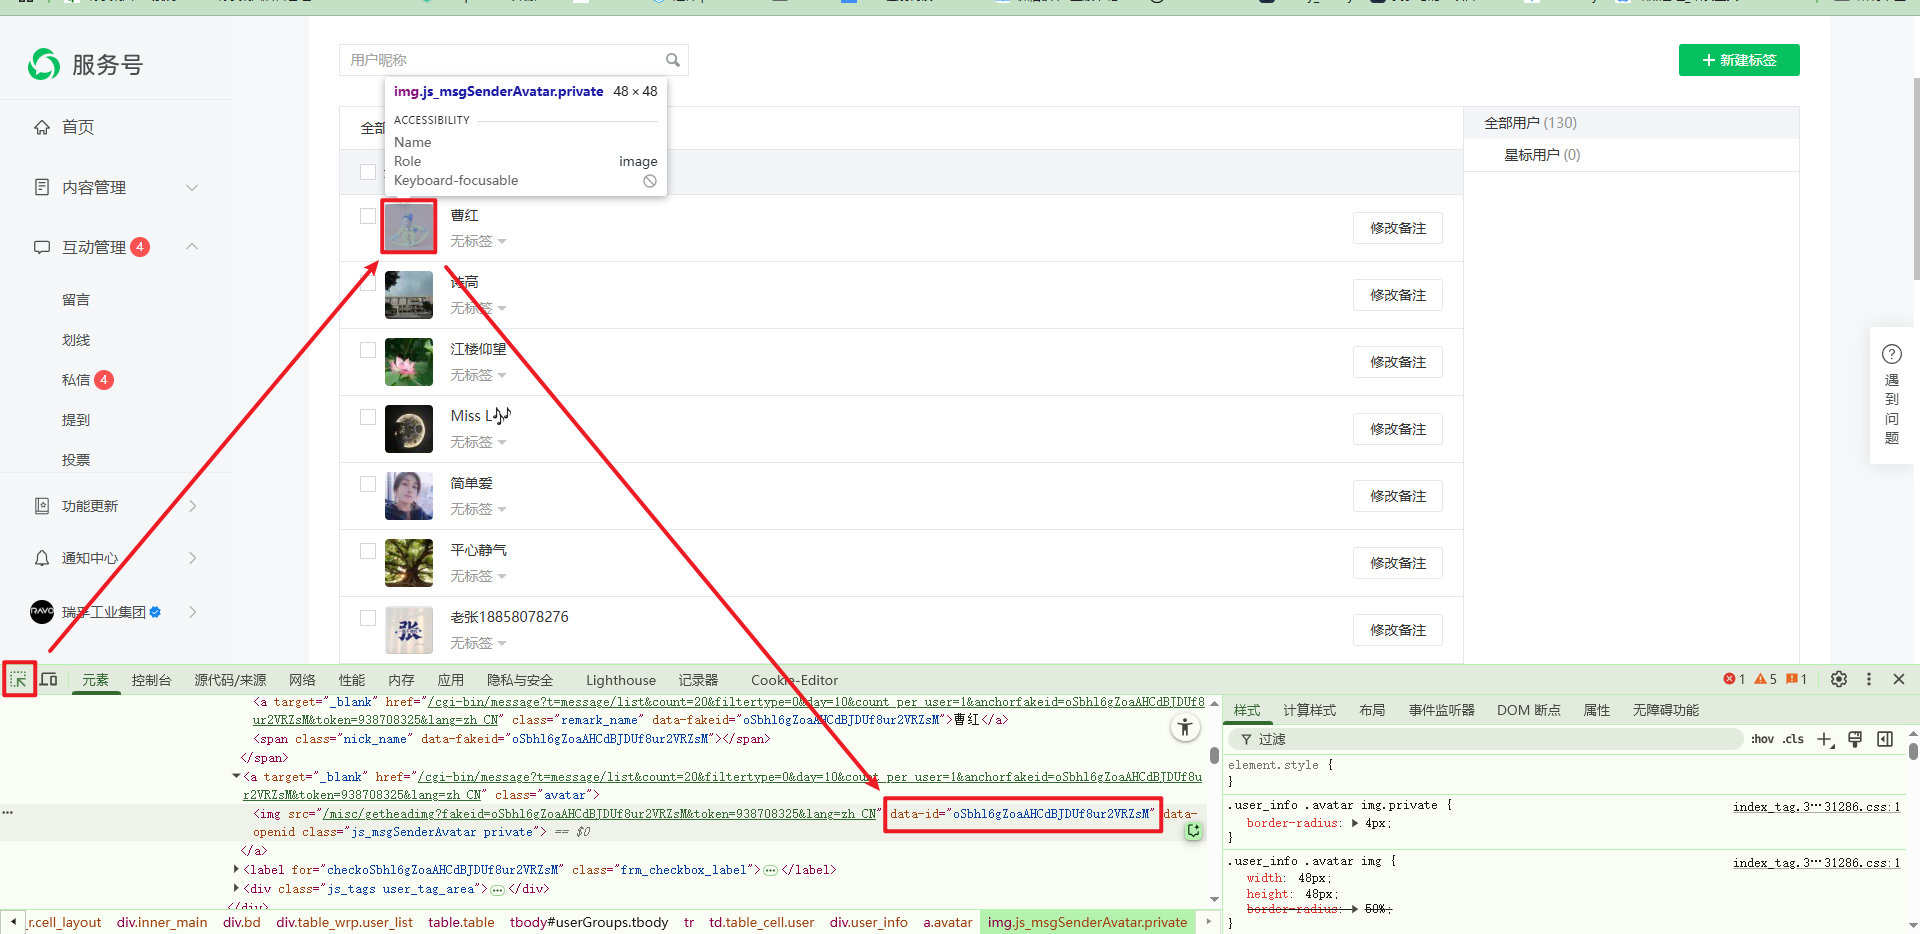 服务号
用户昵称
新建标签
img.js_msgSenderAvatar.private 48 × 48
ACCESSIBILITY
Name
Role image
Keyboard-focusable
全部
全部用户 (130)
星标用户 (0)
首页
内容管理
互动管理 4
留言
划线
私信 4
提到
投票
功能更新
通知中心
工业集团
曹红
无标签
修改备注
高
无标签
修改备注
江楼仰望
无标签
修改备注
Miss L🎶
无标签
修改备注
简单爱
无标签
修改备注
平心静气
无标签
修改备注
张
老张18858078276
无标签
修改备注
遇到问题
元素 控制台 源代码/来源 网络 性能 内存 应用 隐私与安全 Lighthouse 记录器 Cookie-Editor 1 5 1
<a target="_blank" href="/cgi-bin/message?t=message/list&count=20&filtertype=0&day=10&count_per_user=1&anchorfakeid=oSbhl6gZoaAHCdBJDUf8
ur2VRZsM&token=938708325&lang=zh_CN" class="remark_name" data-fakeid="oSbhl6gZoaAHCdBJDUf8ur2VRZsM">曹红</a>
<span class="nick_name" data-fakeid="oSbhl6gZoaAHCdBJDUf8ur2VRZsM"></span>
</span>
<a target="_blank" href="/cgi-bin/message?t=message/list&count=20&filtertype=0&day=10&count_per_user=1&anchorfakeid=oSbhl6gZoaAHCdBJDUf8u
r2VRZsM&token=938708325&lang=zh_CN" class="avatar">
<img src="/misc/getheadimg?fakeid=oSbhl6gZoaAHCdBJDUf8ur2VRZsM&token=938708325&lang=zh_CN" data-id="oSbhl6gZoaAHCdBJDUf8ur2VRZsM" data-
openid class="js_msgSenderAvatar private"> == $0
</a>
<label for="checkoSbhl6gZoaAHCdBJDUf8ur2VRZsM" class="frm_checkbox_label">…</label>
<div class="js_tags user_tag_area">…</div>
</div>
r.cell_layout div.inner_main div.bd div.table_wrp.user_list table.table tbody#userGroups.tbody tr td.table_cell.user div.user_info a.avatar img.js_msgSenderAvatar.private
样式 计算样式 布局 事件监听器 DOM 断点 属性 无障碍功能
过滤 :hov .cls
element.style {
}
.user_info .avatar img.private { index_tag.3…31286.css:1
border-radius: 4px;
}
.user_info .avatar img { index_tag.3…31286.css:1
width: 48px;
height: 48px;
border-radius: 50%;
}